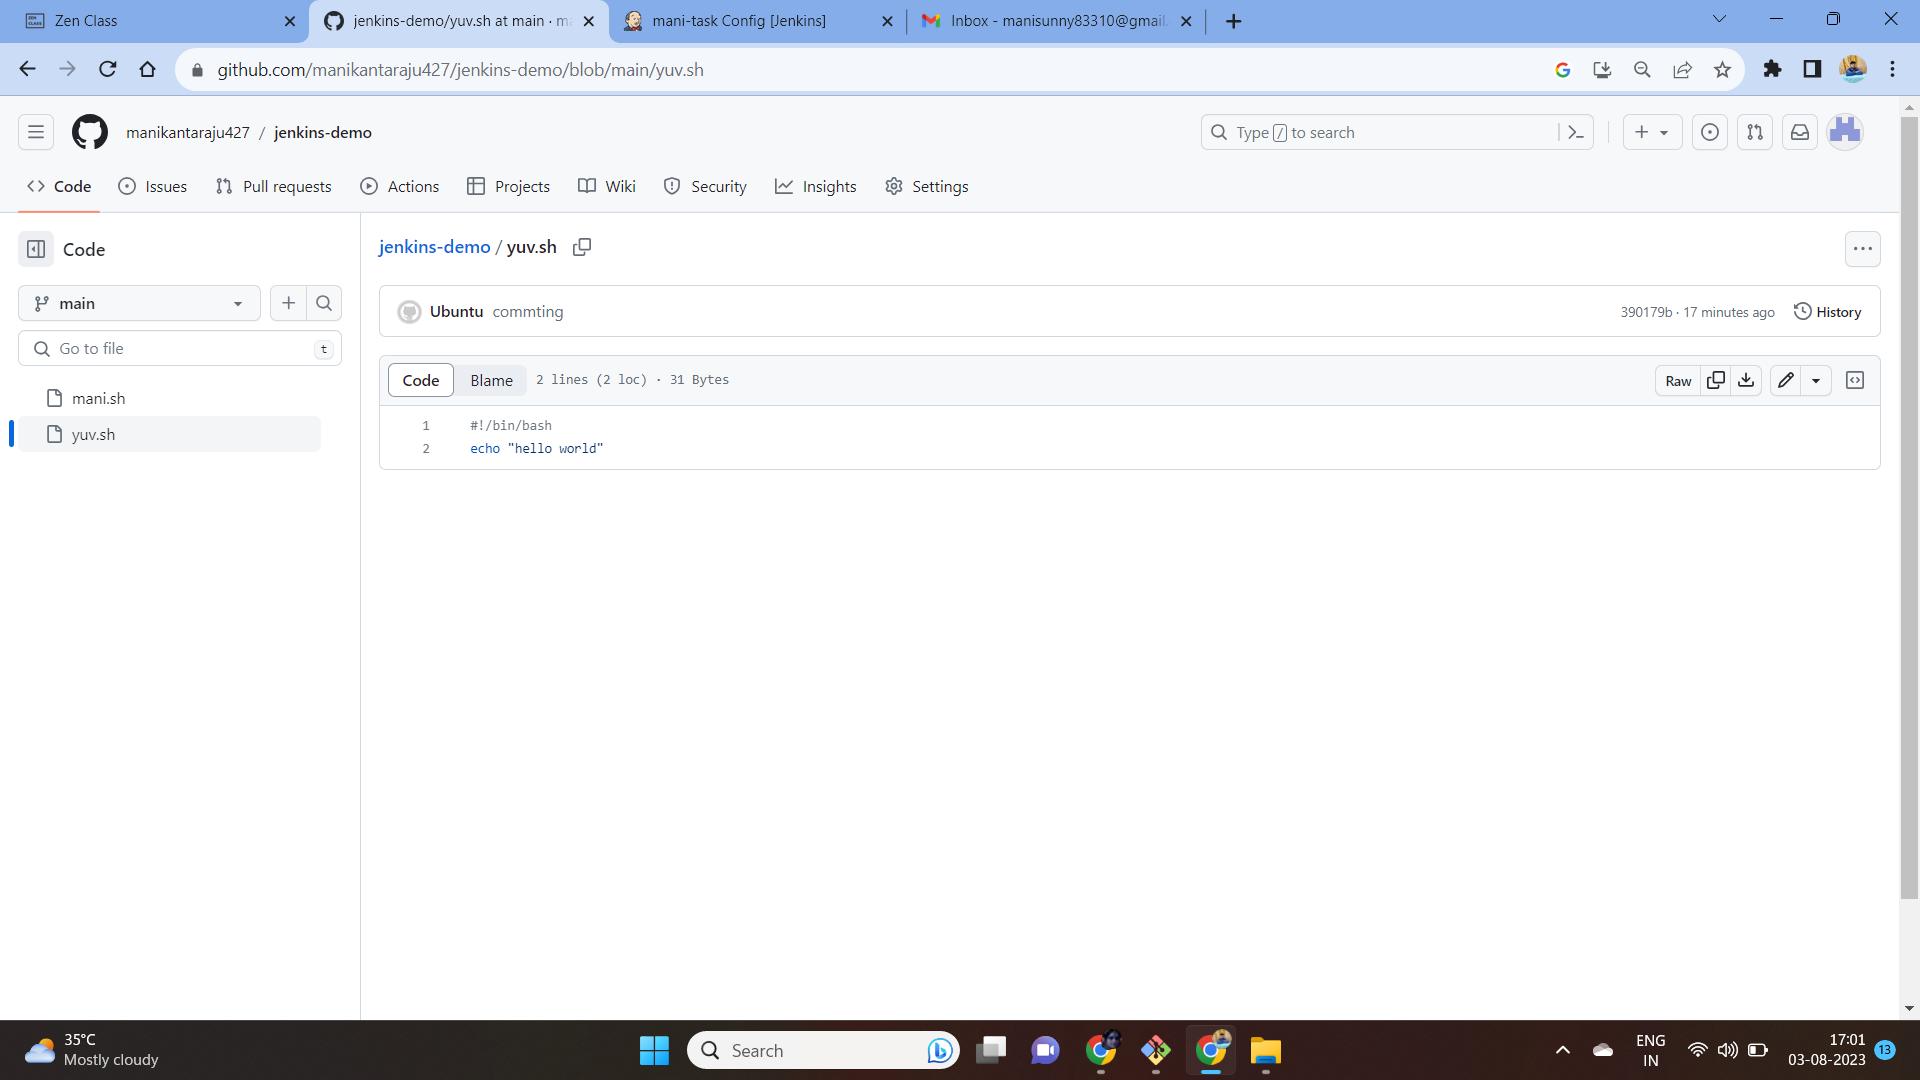 Zen Class
jenkins-demo/yuv.sh at main · ma
mani-task Config [Jenkins]
Inbox - manisunny83310@gmail.
github.com/manikantaraju427/jenkins-demo/blob/main/yuv.sh
manikantaraju427 / jenkins-demo
Type / to search
Code
Issues
Pull requests
Actions
Projects
Wiki
Security
Insights
Settings
Code
main
Go to file
t
mani.sh
yuv.sh
jenkins-demo / yuv.sh
Ubuntu commting
390179b · 17 minutes ago
History
Code
Blame
2 lines (2 loc) · 31 Bytes
Raw
1 #!/bin/bash
2 echo "hello world"
35°C
Mostly cloudy
Search
ENG
IN
17:01
03-08-2023
13